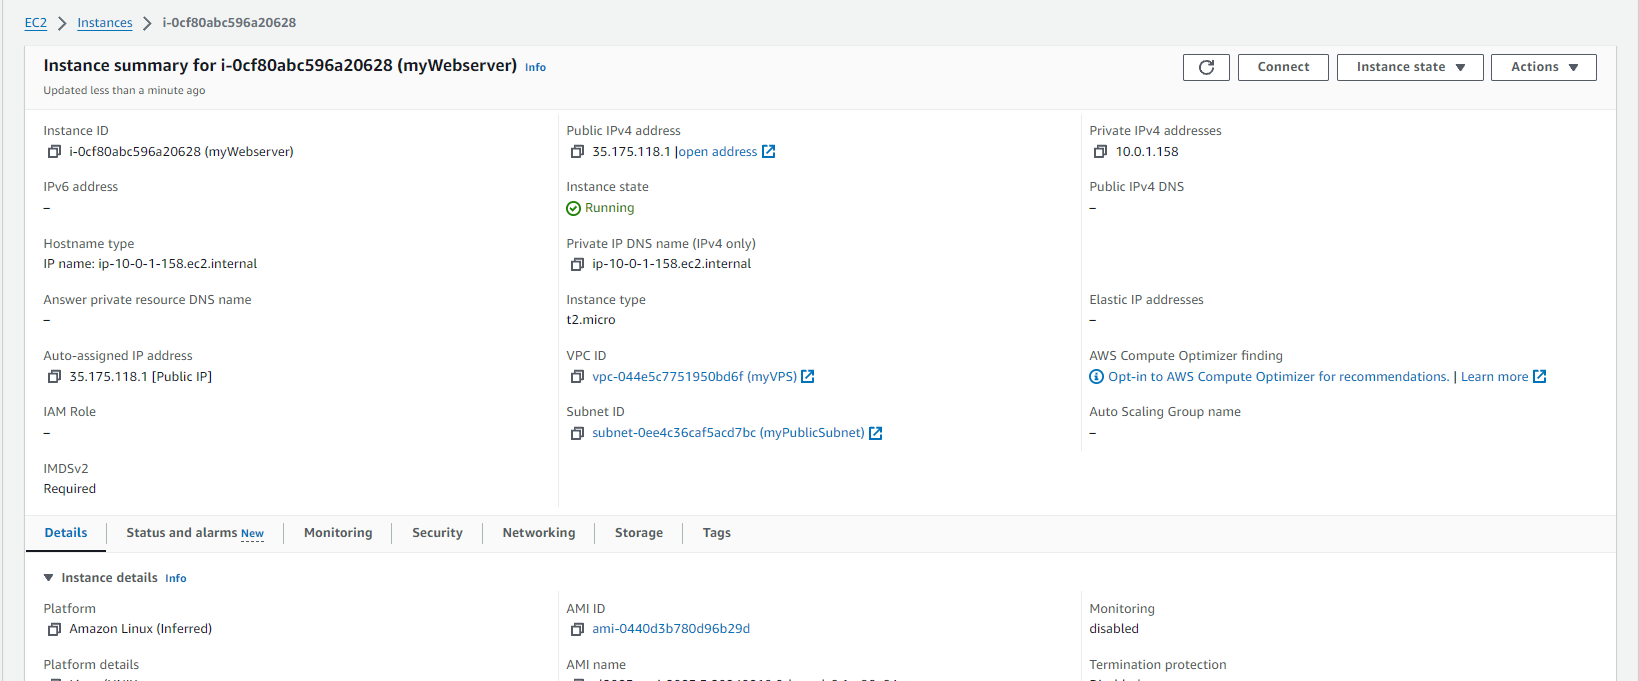 EC2 > Instances > i-0cf80abc596a20628
Instance summary for i-0cf80abc596a20628 (myWebserver) Info
Updated less than a minute ago
Connect
Instance state
Actions
Instance ID
i-0cf80abc596a20628 (myWebserver)
Public IPv4 address
35.175.118.1 |open address
Private IPv4 addresses
10.0.1.158
IPv6 address
–
Instance state
Running
Public IPv4 DNS
–
Hostname type
IP name: ip-10-0-1-158.ec2.internal
Private IP DNS name (IPv4 only)
ip-10-0-1-158.ec2.internal
Answer private resource DNS name
–
Instance type
t2.micro
Elastic IP addresses
–
Auto-assigned IP address
35.175.118.1 [Public IP]
VPC ID
vpc-044e5c7751950bd6f (myVPS)
AWS Compute Optimizer finding
Opt-in to AWS Compute Optimizer for recommendations. | Learn more
IAM Role
–
Subnet ID
subnet-0ee4c36caf5acd7bc (myPublicSubnet)
Auto Scaling Group name
–
IMDSv2
Required
Details
Status and alarms New
Monitoring
Security
Networking
Storage
Tags
Instance details Info
Platform
Amazon Linux (Inferred)
AMI ID
ami-0440d3b780d96b29d
Monitoring
disabled
Platform details
AMI name
Termination protection